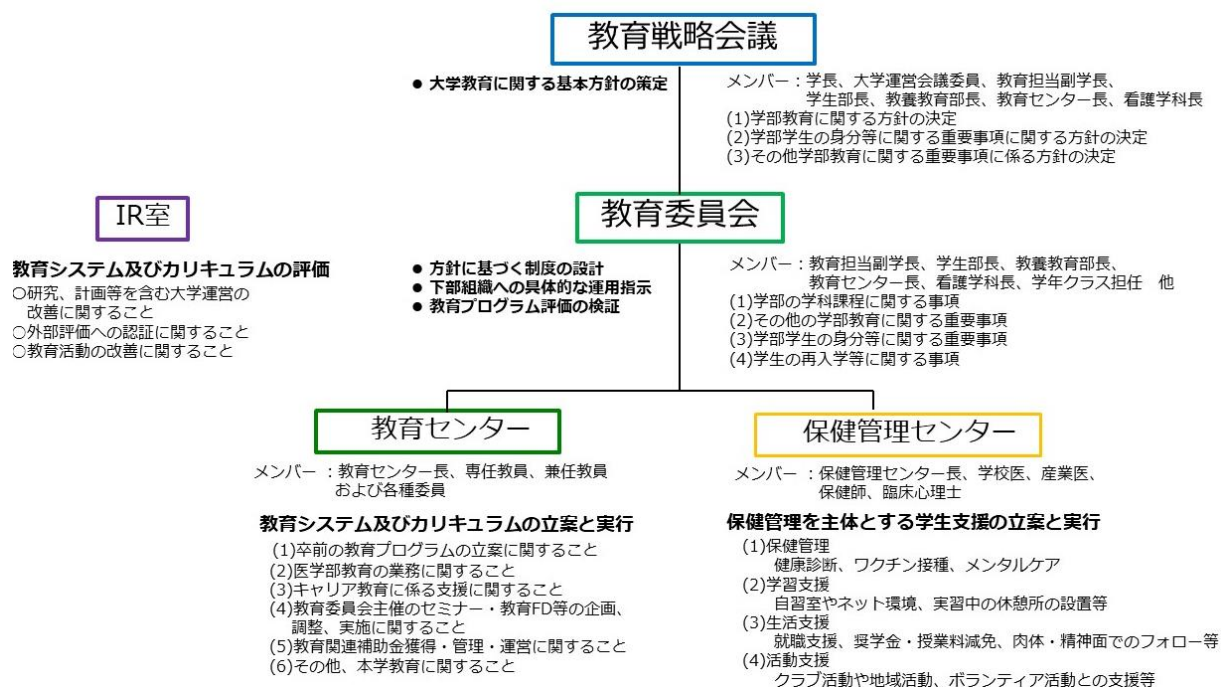 教育戦略会議
● 大学教育に関する基本方針の策定
メンバー：学長、大学運営会議委員、教育担当副学長、
学生部長、教養教育部長、教育センター長、看護学科長
(1)学部教育に関する方針の決定
(2)学部学生の身分等に関する重要事項に関する方針の決定
(3)その他学部教育に関する重要事項に係る方針の決定
IR室
教育システム及びカリキュラムの評価
○研究、計画等を含む大学運営の
改善に関すること
○外部評価への認証に関すること
○教育活動の改善に関すること
教育委員会
● 方針に基づく制度の設計
● 下部組織への具体的な運用指示
● 教育プログラム評価の検証
メンバー：教育担当副学長、学生部長、教養教育部長、
教育センター長、看護学科長、学年クラス担任　他
(1)学部の学科課程に関する事項
(2)その他の学部教育に関する重要事項
(3)学部学生の身分等に関する重要事項
(4)学生の再入学等に関する事項
教育センター
メンバー ：教育センター長、専任教員、兼任教員
および各種委員
教育システム及びカリキュラムの立案と実行
(1)卒前の教育プログラムの立案に関すること
(2)医学部教育の業務に関すること
(3)キャリア教育に係る支援に関すること
(4)教育委員会主催のセミナー・教育FD等の企画、
調整、実施に関すること
(5)教育関連補助金獲得・管理・運営に関すること
(6)その他、本学教育に関すること
保健管理センター
メンバー ：保健管理センター長、学校医、産業医、
保健師、臨床心理士
保健管理を主体とする学生支援の立案と実行
(1)保健管理
健康診断、ワクチン接種、メンタルケア
(2)学習支援
自習室やネット環境、実習中の休憩所の設置等
(3)生活支援
就職支援、奨学金・授業料減免、肉体・精神面でのフォロー等
(4)活動支援
クラブ活動や地域活動、ボランティア活動との支援等